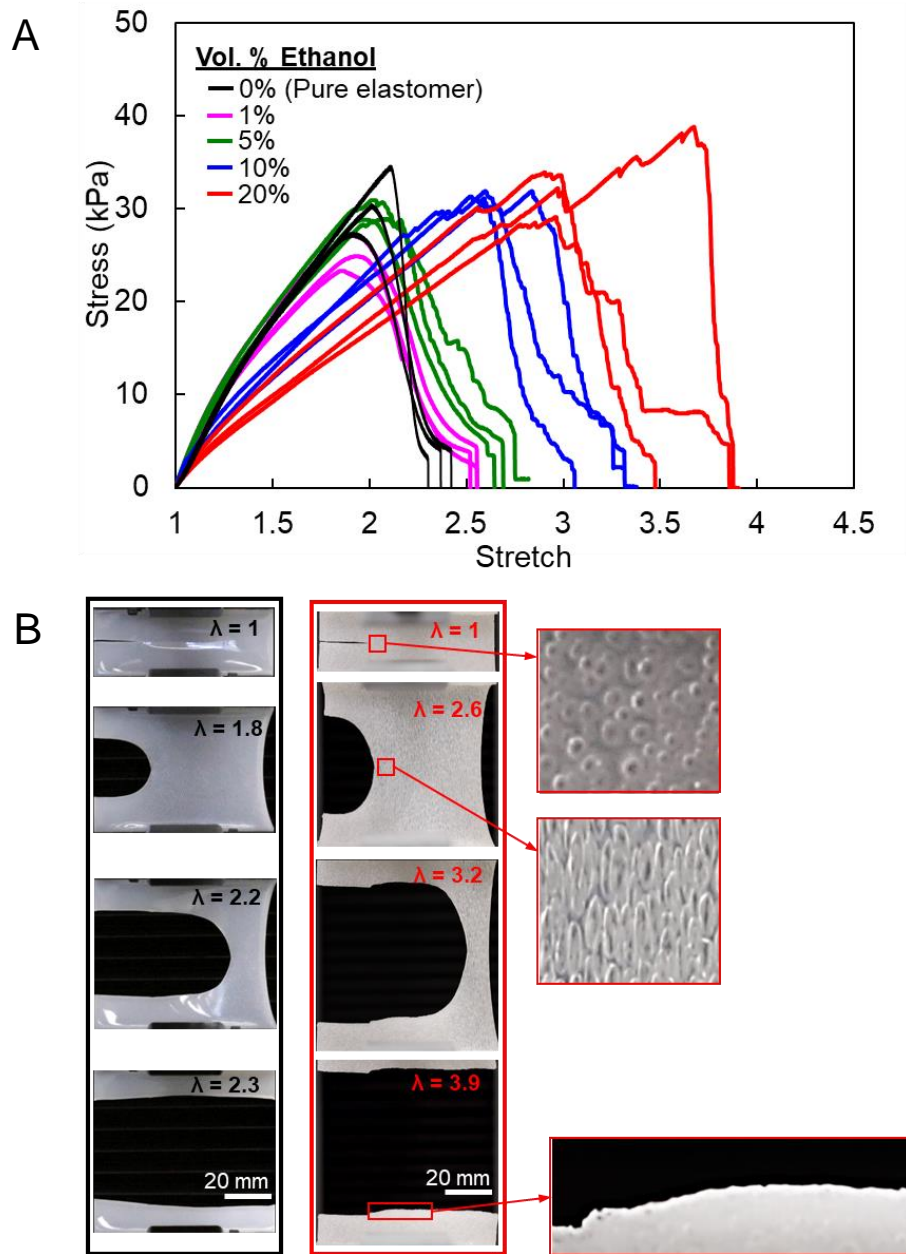 A
50
40
30
20
10
0
Stress (kPa)
Vol. % Ethanol
0% (Pure elastomer)
1%
5%
10%
20%
1
1.5
2
2.5
3
3.5
4
4.5
Stretch
B
λ = 1
λ = 1.8
λ = 2.2
λ = 2.3
20 mm
λ = 1
λ = 2.6
λ = 3.2
λ = 3.9
20 mm